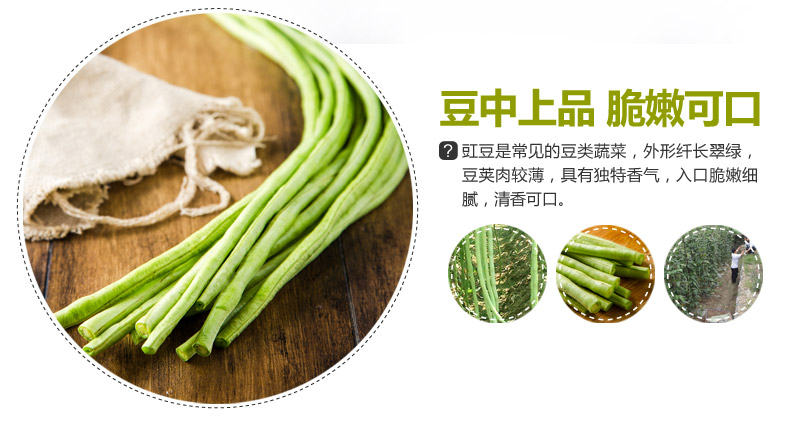 豆中上品 脆嫩可口
? 豇豆是常见的豆类蔬菜，外形纤长翠绿，
豆荚肉较薄，具有独特香气，入口脆嫩细
腻，清香可口。